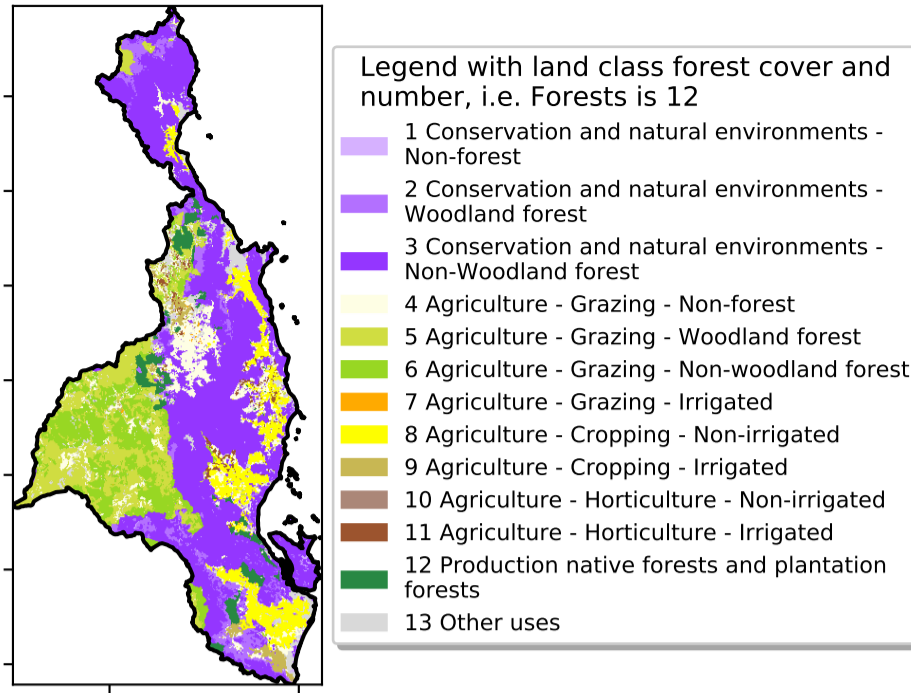 Legend with land class forest cover and
number, i.e. Forests is 12
1 Conservation and natural environments -
Non-forest
2 Conservation and natural environments -
Woodland forest
3 Conservation and natural environments -
Non-Woodland forest
4 Agriculture - Grazing - Non-forest
5 Agriculture - Grazing - Woodland forest
6 Agriculture - Grazing - Non-woodland forest
7 Agriculture - Grazing - Irrigated
8 Agriculture - Cropping - Non-irrigated
9 Agriculture - Cropping - Irrigated
10 Agriculture - Horticulture - Non-irrigated
11 Agriculture - Horticulture - Irrigated
12 Production native forests and plantation
forests
13 Other uses